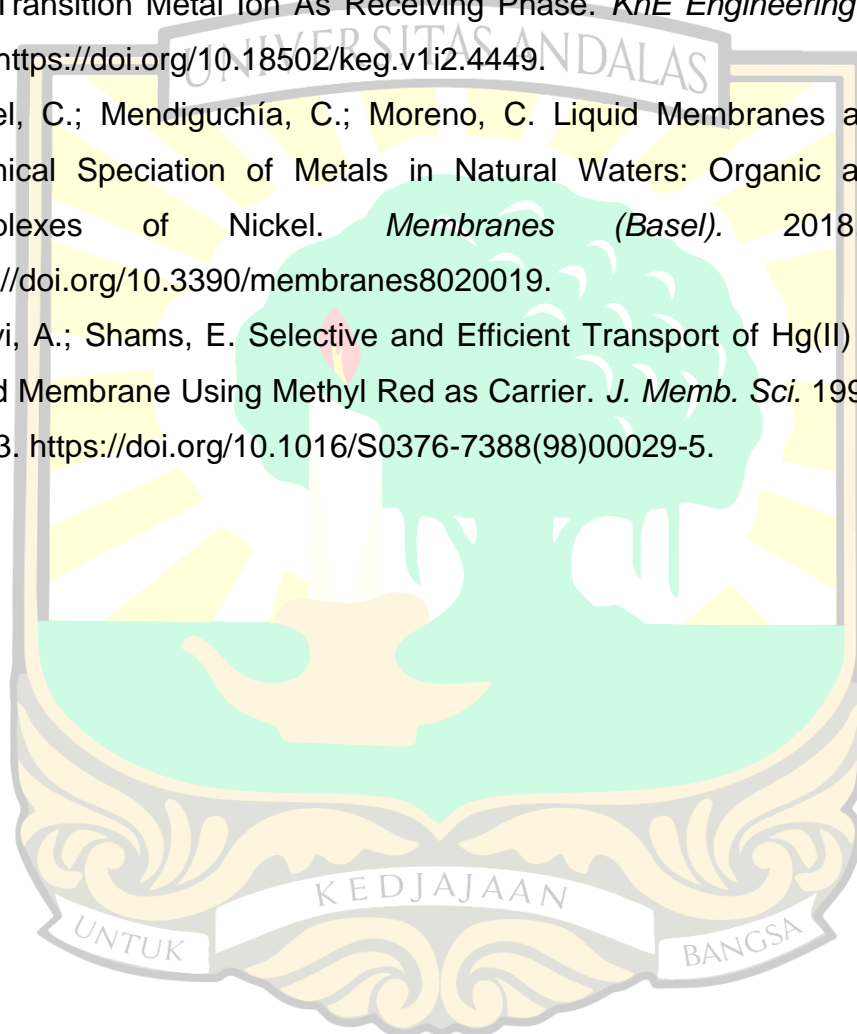 Transition Metal Ion As Receiving Phase. KnE Engineering
https://doi.org/10.18502/keg.v1i2.4449.
UNIVERSITAS ANDALAS
el, C.; Mendiguchía, C.; Moreno, C. Liquid Membranes a
nical Speciation of Metals in Natural Waters: Organic a
plexes of Nickel. Membranes (Basel). 2018
://doi.org/10.3390/membranes8020019.
vi, A.; Shams, E. Selective and Efficient Transport of Hg(II)
d Membrane Using Methyl Red as Carrier. J. Memb. Sci. 199
3. https://doi.org/10.1016/S0376-7388(98)00029-5.
KEDJAJAAN
UNTUK
BANGSA